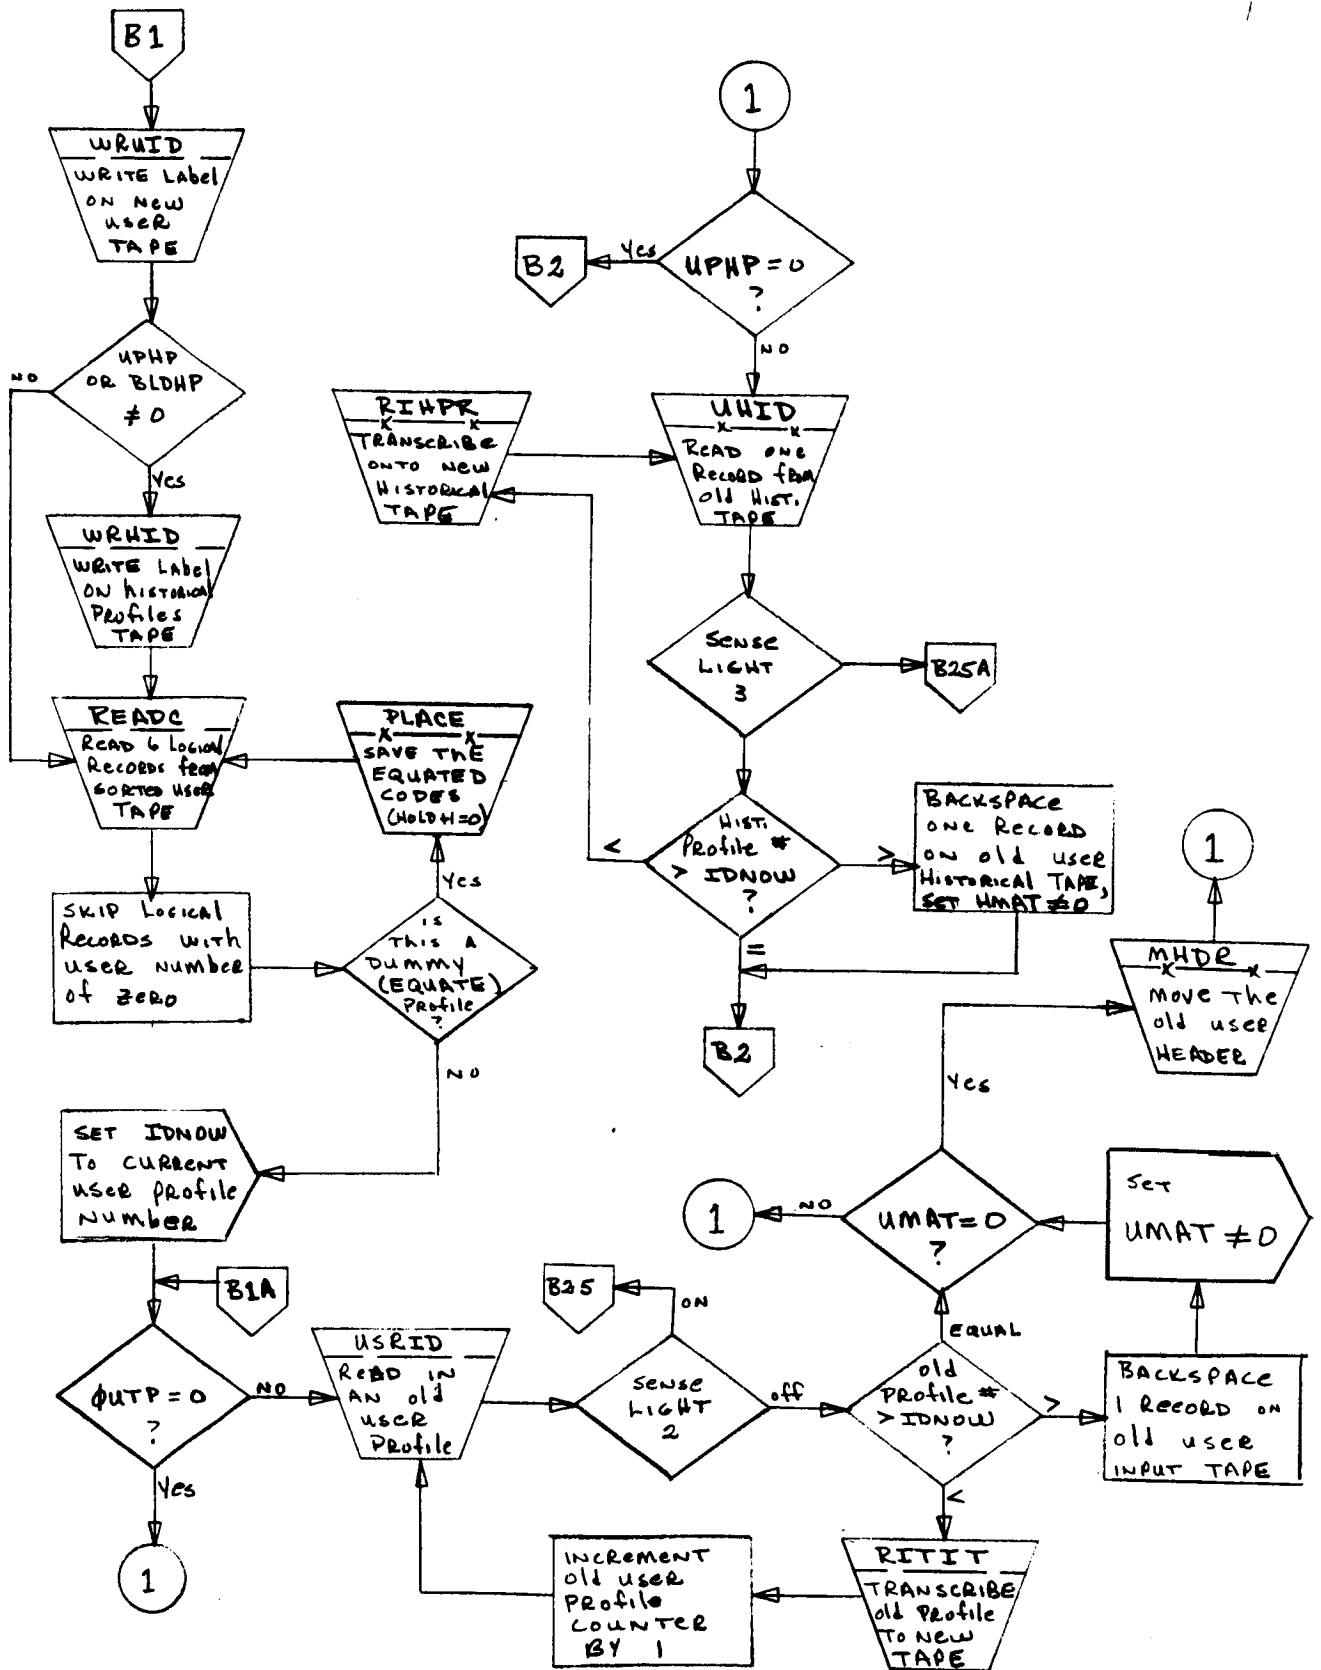 B1
WRUID
WRITE Label
ON New
user
TAPE
UPHP
OR BLDHP
≠ 0
NO
Yes
WRHID
WRITE Label
ON historical
Profiles
TAPE
READC
READ 6 Logical
Records from
sorted user
TAPE
PLACE
SAVE THE
EQUATED
CODES
(HOLD+1=0)
Yes
SKIP Logical
Records with
user number
of zero
is
this a
Dummy
(EQUATE)
Profile
?
NO
SET IDNOW
To current
user profile
number
B1A
ΦUTP = 0
?
NO
Yes
1
USRID
READ IN
AN old
user
Profile
B25
ON
Sense
LIGHT
2
off
old
Profile #
> IDNOW
?
EQUAL
>
<
BACKSPACE
1 Record on
old user
INPUT TAPE
Set
UMAT ≠ 0
UMAT = 0
?
NO
1
Yes
MHDR
Move The
old user
HEADER
1
RITIT
TRANSCRIBE
old Profile
To New
TAPE
INCREMENT
old user
Profile
COUNTER
BY 1
1
UPHP = 0
?
Yes
B2
NO
UHID
READ one
Record from
old Hist.
TAPE
RIHPR
TRANSCRIBE
onto new
HISTORICAL
TAPE
Sense
LIGHT
3
B25A
Hist.
Profile #
> IDNOW
?
<
>
=
BACKSPACE
one Record
on old user
Historical TAPE,
SET HMAT ≠ 0
B2